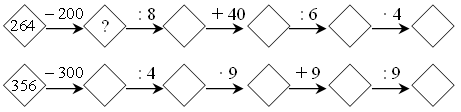 264 − 200 ? : 8 + 40 : 6 · 4
356 − 300 : 4 · 9 + 9 : 9